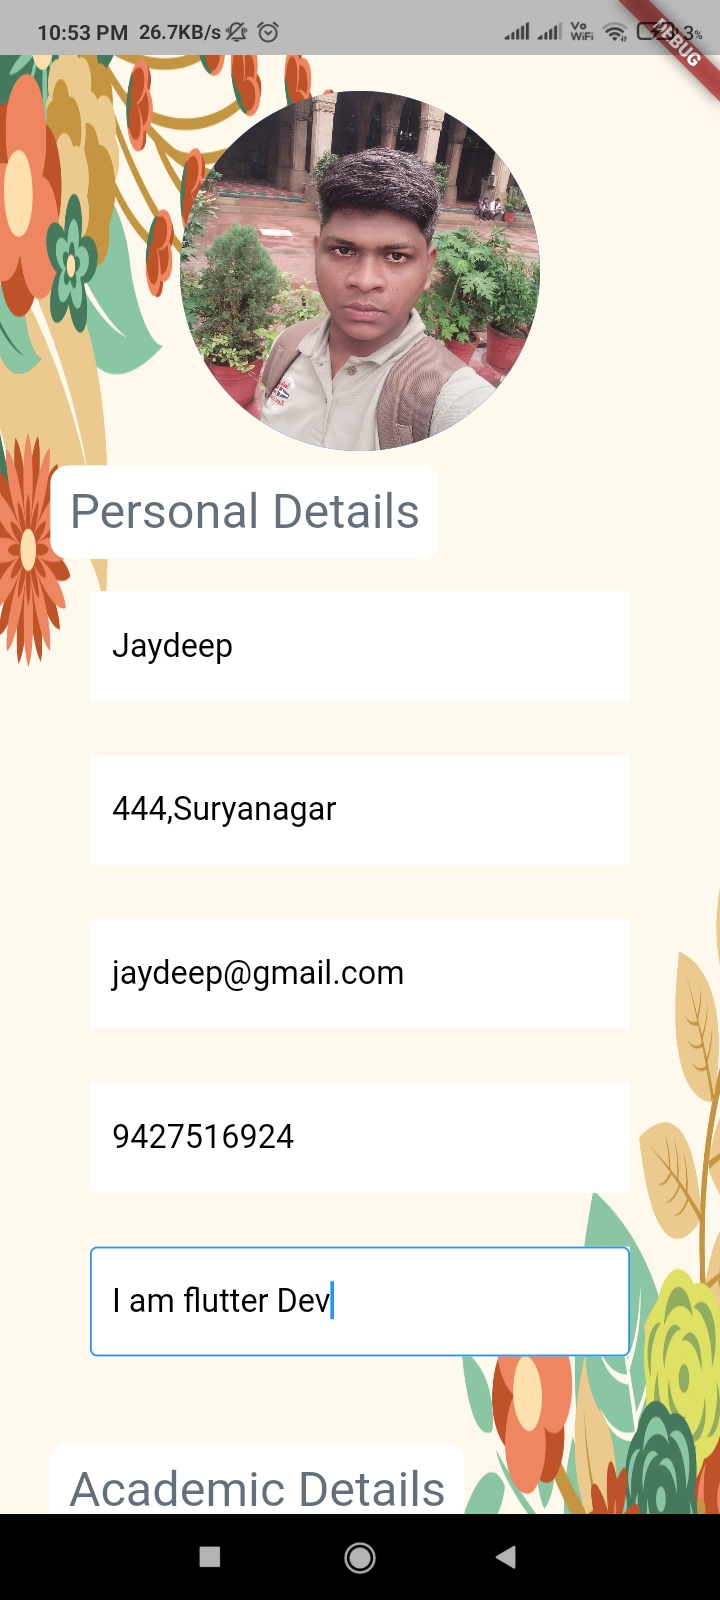 10:53 PM 26.7KB/s Vo WiFi 3%
DEBUG
Personal Details
Jaydeep
444,Suryanagar
jaydeep@gmail.com
9427516924
I am flutter Dev
Academic Details